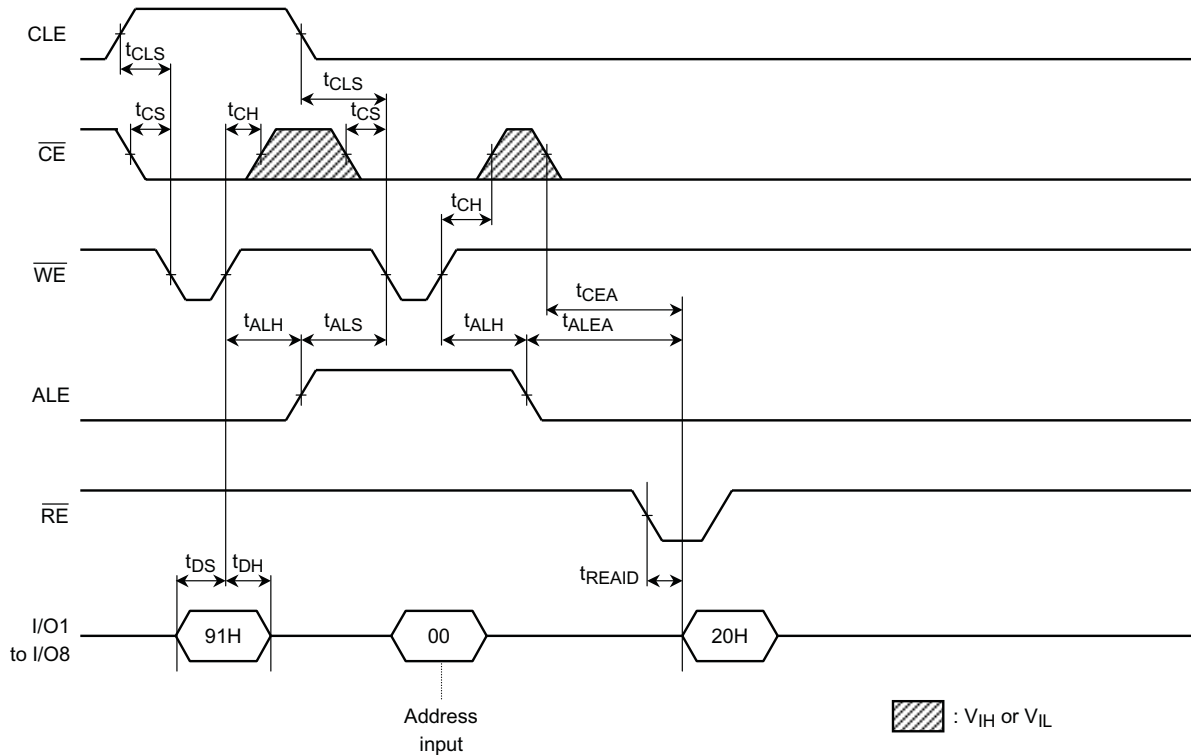 CLE
tCLS
tCLS
tCS
tCH
tCS
CE
tCH
WE
tCEA
tALH
tALS
tALH
tALEA
ALE
RE
tDS
tDH
tREAID
I/O1
to I/O8
91H
00
20H
Address
input
: VIH or VIL